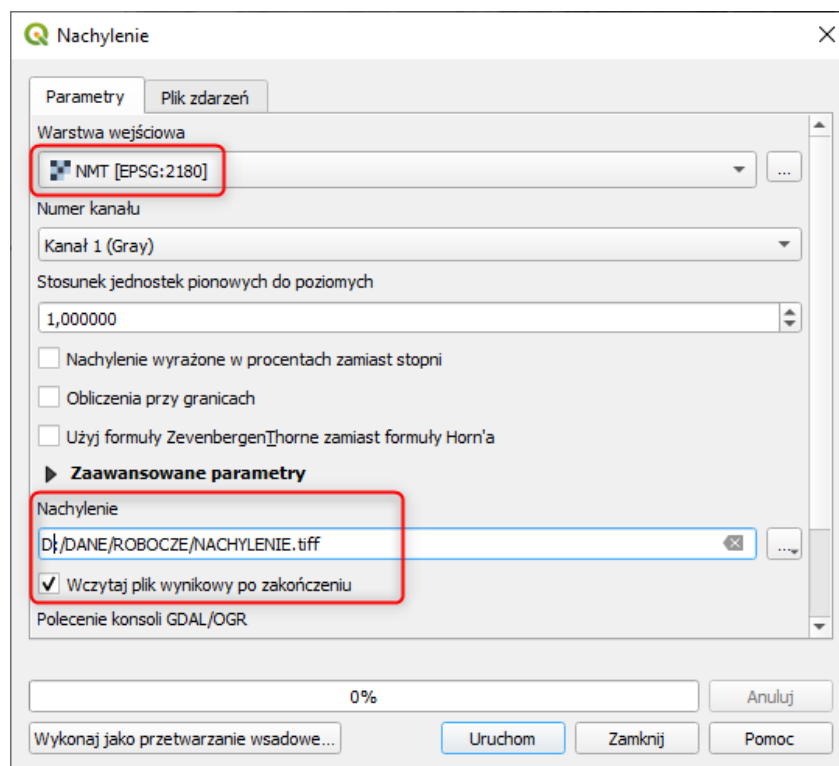 Nachylenie
Parametry Plik zdarzeń
Warstwa wejściowa
NMT [EPSG:2180]
...
Numer kanału
Kanał 1 (Gray)
Stosunek jednostek pionowych do poziomych
1,000000
Nachylenie wyrażone w procentach zamiast stopni
Obliczenia przy granicach
Użyj formuły ZevenbergenThorne zamiast formuły Horn'a
Zaawansowane parametry
Nachylenie
D:/DANE/ROBOCZE/NACHYLENIE.tiff
...
Wczytaj plik wynikowy po zakończeniu
Polecenie konsoli GDAL/OGR
0% Anuluj
Wykonaj jako przetwarzanie wsadowe... Uruchom Zamknij Pomoc